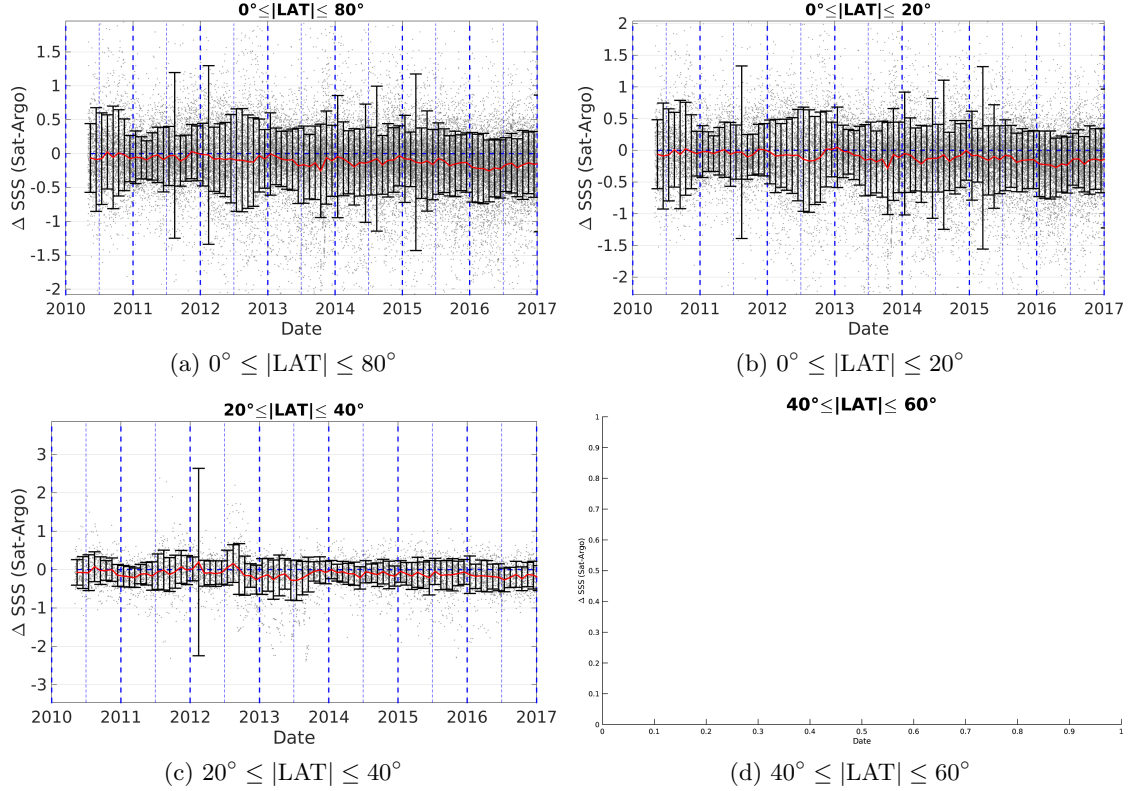 0°≤|LAT|≤ 80°
1.5
1
0.5
0
-0.5
-1
-1.5
-2
Δ SSS (Sat-Argo)
2010 2011 2012 2013 2014 2015 2016 2017
Date
(a) 0° ≤ |LAT| ≤ 80°
0°≤|LAT|≤ 20°
2
1.5
1
0.5
0
-0.5
-1
-1.5
-2
Δ SSS (Sat-Argo)
2010 2011 2012 2013 2014 2015 2016 2017
Date
(b) 0° ≤ |LAT| ≤ 20°
20°≤|LAT|≤ 40°
3
2
1
0
-1
-2
-3
Δ SSS (Sat-Argo)
2010 2011 2012 2013 2014 2015 2016 2017
Date
(c) 20° ≤ |LAT| ≤ 40°
40°≤|LAT|≤ 60°
1
0.9
0.8
0.7
0.6
0.5
0.4
0.3
0.2
0.1
0
Δ SSS (Sat-Argo)
0 0.1 0.2 0.3 0.4 0.5 0.6 0.7 0.8 0.9 1
Date
(d) 40° ≤ |LAT| ≤ 60°